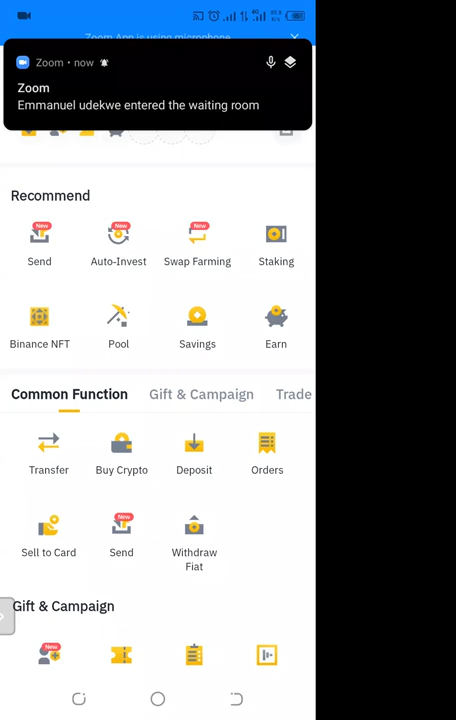 Zoom App is using microphone
Zoom • now
Zoom
Emmanuel udekwe entered the waiting room
Recommend
New
New
New
Send
Auto-Invest
Swap Farming
Staking
Binance NFT
Pool
Savings
Earn
Common Function
Gift & Campaign
Trade
Transfer
Buy Crypto
Deposit
Orders
New
Sell to Card
Send
Withdraw
Fiat
Gift & Campaign
New